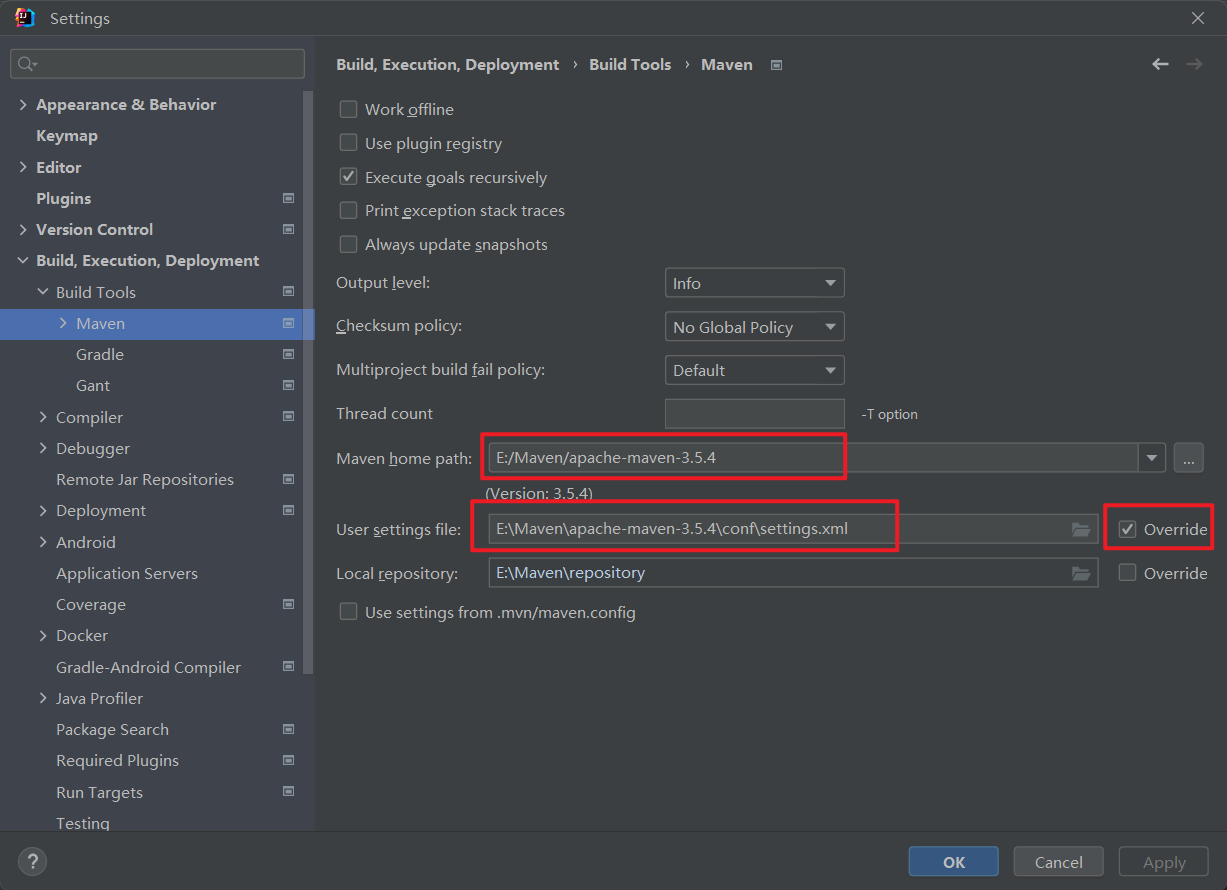 Settings
Build, Execution, Deployment › Build Tools › Maven
Appearance & Behavior
Keymap
Editor
Plugins
Version Control
Build, Execution, Deployment
Build Tools
Maven
Gradle
Gant
Compiler
Debugger
Remote Jar Repositories
Deployment
Android
Application Servers
Coverage
Docker
Gradle-Android Compiler
Java Profiler
Package Search
Required Plugins
Run Targets
Testing
Work offline
Use plugin registry
Execute goals recursively
Print exception stack traces
Always update snapshots
Output level: Info
Checksum policy: No Global Policy
Multiproject build fail policy: Default
Thread count -T option
Maven home path: E:/Maven/apache-maven-3.5.4 ...
(Version: 3.5.4)
User settings file: E:\Maven\apache-maven-3.5.4\conf\settings.xml Override
Local repository: E:\Maven\repository Override
Use settings from .mvn/maven.config
? OK Cancel Apply